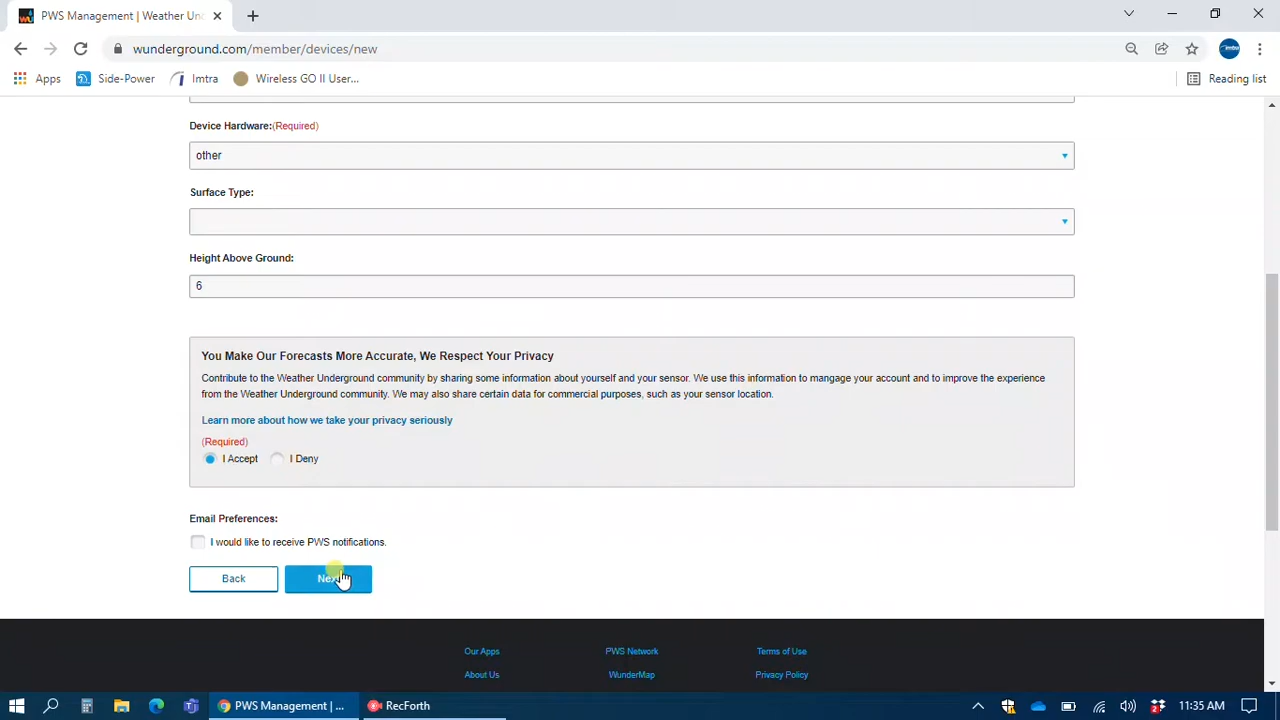 PWS Management | Weather Un
wunderground.com/member/devices/new
Apps Side-Power Imtra Wireless GO II User... Reading list
Device Hardware:(Required)
other
Surface Type:
Height Above Ground:
6
You Make Our Forecasts More Accurate, We Respect Your Privacy
Contribute to the Weather Underground community by sharing some information about yourself and your sensor. We use this information to mangage your account and to improve the experience
from the Weather Underground community. We may also share certain data for commercial purposes, such as your sensor location.
Learn more about how we take your privacy seriously
(Required)
I Accept I Deny
Email Preferences:
I would like to receive PWS notifications.
Back Next
Our Apps PWS Network Terms of Use
About Us WunderMap Privacy Policy
PWS Management | ... RecForth 11:35 AM